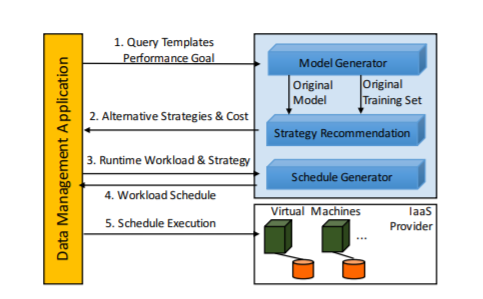 Data Management Application
1. Query Templates
Performance Goal
Model Generator
Original
Model
Original
Training Set
2. Alternative Strategies & Cost
Strategy Recommendation
3. Runtime Workload & Strategy
Schedule Generator
4. Workload Schedule
5. Schedule Execution
Virtual Machines
IaaS
Provider
...